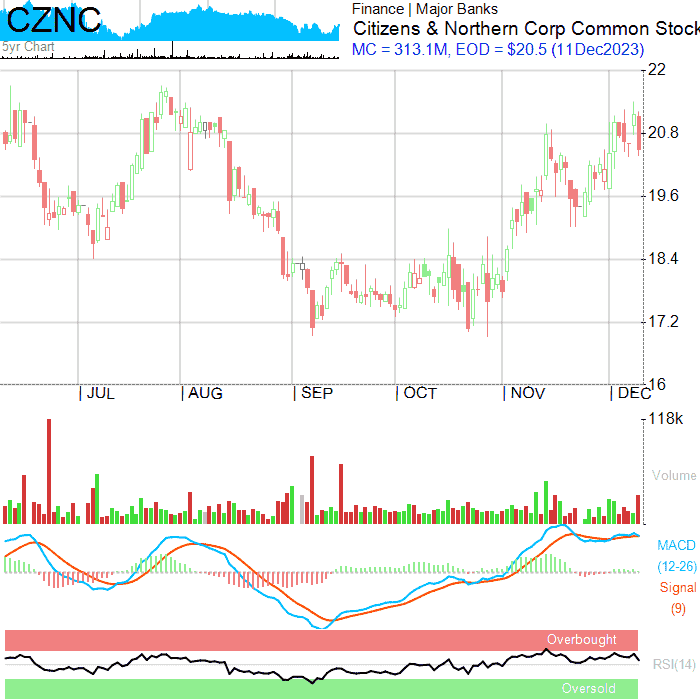 CZNC
5yr Chart
Finance | Major Banks
Citizens & Northern Corp Common Stock
MC = 313.1M, EOD = $20.5 (11Dec2023)
22
20.8
19.6
18.4
17.2
16
JUL AUG SEP OCT NOV DEC
118k
Volume
MACD
(12-26)
Signal
(9)
Overbought
RSI(14)
Oversold